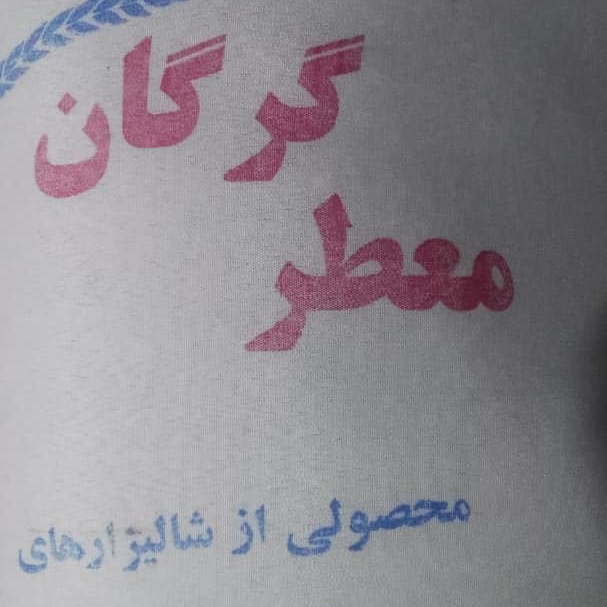 گرگان
معطر
محصولی از شالیزارهای